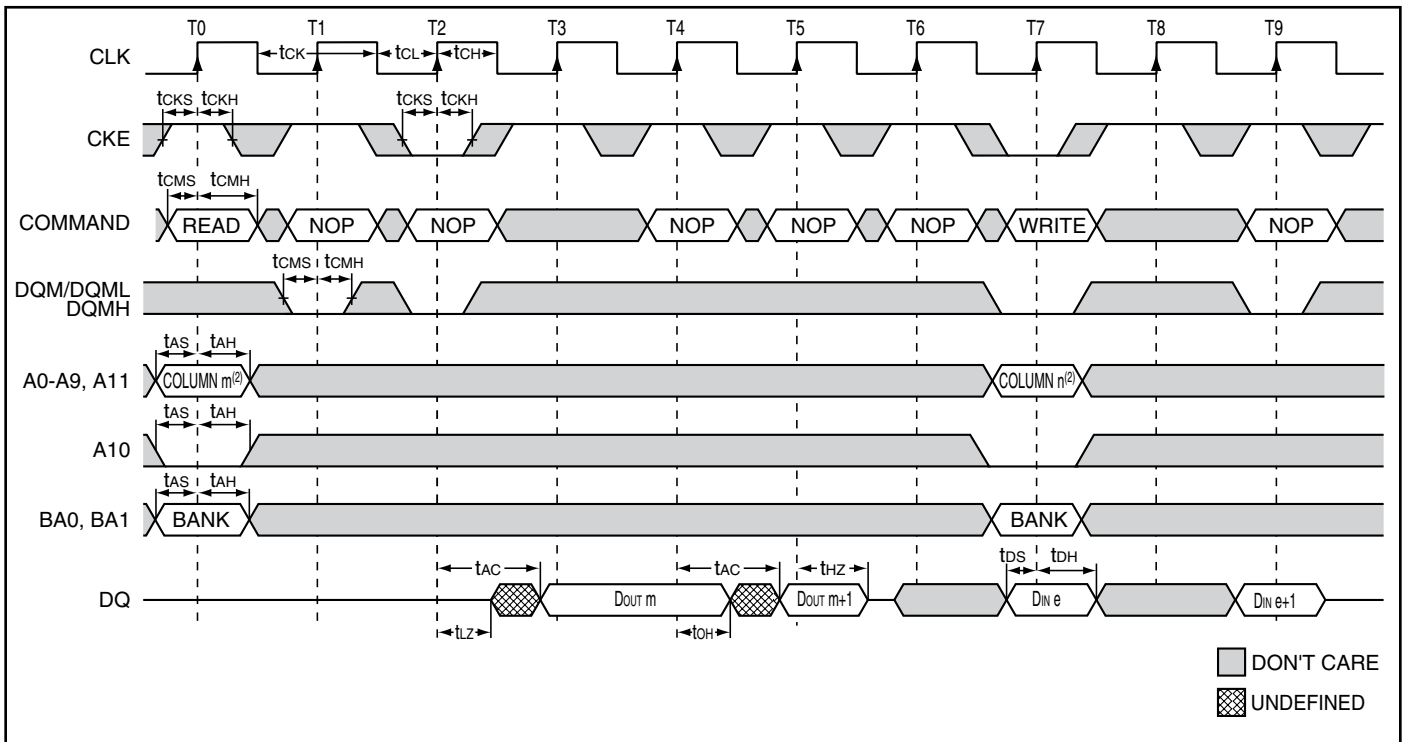 T0 T1 T2 T3 T4 T5 T6 T7 T8 T9
CLK tCK tCL tCH
tCKS tCKH tCKS tCKH
CKE
tCMS tCMH
COMMAND READ NOP NOP NOP NOP NOP WRITE NOP
tCMS tCMH
DQM/DQML
DQMH
tAS tAH
A0-A9, A11 COLUMN m(2) COLUMN n(2)
tAS tAH
A10
tAS tAH
BA0, BA1 BANK BANK
tAC tAC tHZ tDS tDH
DQ DOUT m DOUT m+1 DIN e DIN e+1
tLZ tOH
DON'T CARE
UNDEFINED